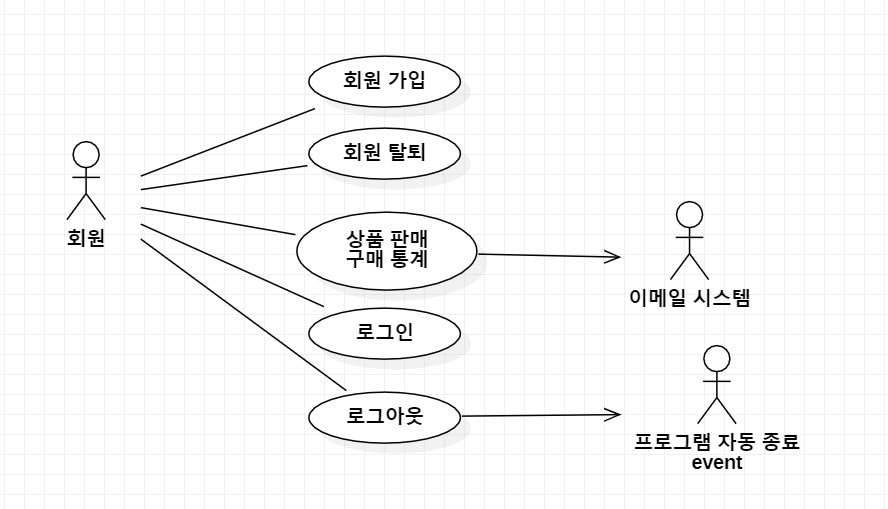 회원 가입
회원 탈퇴
회원
상품 판매
구매 통계
이메일 시스템
로그인
로그아웃
프로그램 자동 종료
event